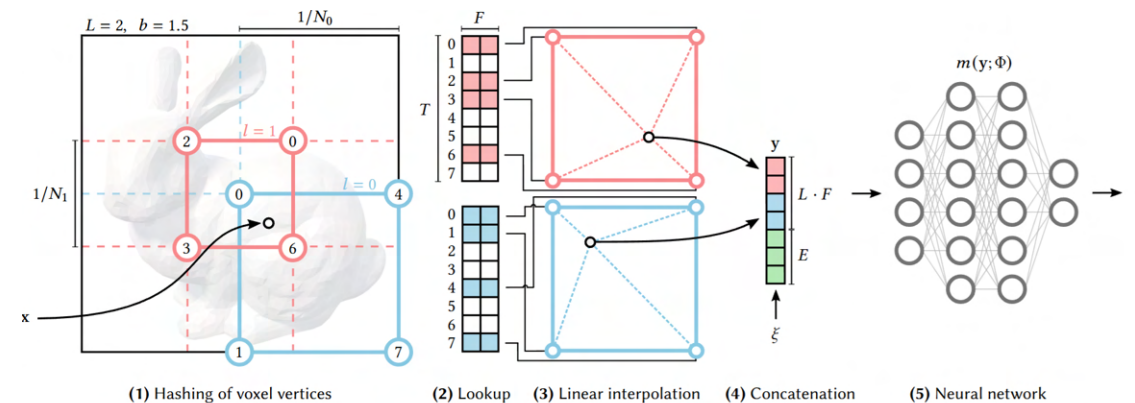 L = 2, b = 1.5
1/N₀
l = 1
2
0
1/N₁
l = 0
0
4
3
6
x
1
7
F
T
0
1
2
3
4
5
6
7
0
1
2
3
4
5
6
7
y
L · F
E
ξ
m(y; Φ)
(1) Hashing of voxel vertices
(2) Lookup
(3) Linear interpolation
(4) Concatenation
(5) Neural network